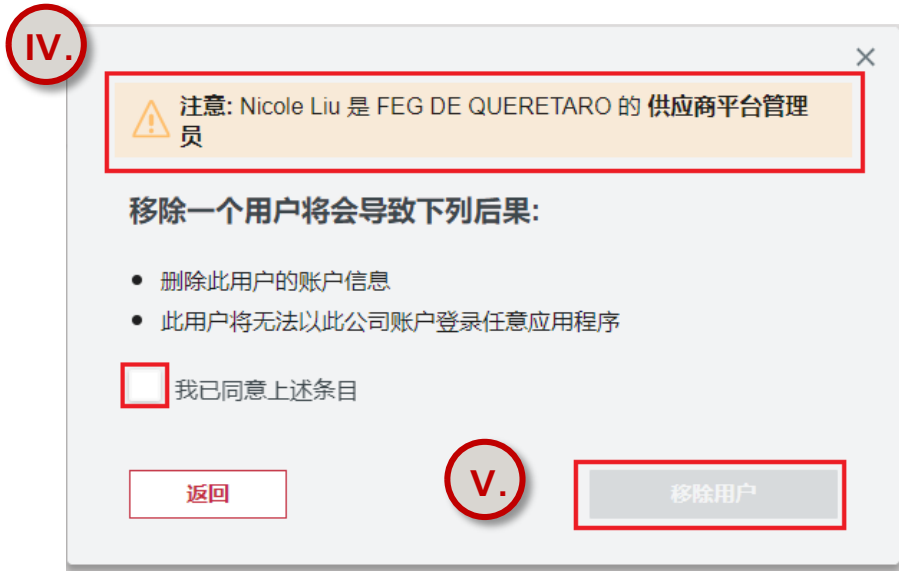 IV.
注意: Nicole Liu 是 FEG DE QUERETARO 的 供应商平台管理
员
移除一个用户将会导致下列后果:
• 删除此用户的账户信息
• 此用户将无法以此公司账户登录任意应用程序
我已同意上述条目
返回
V.
移除用户